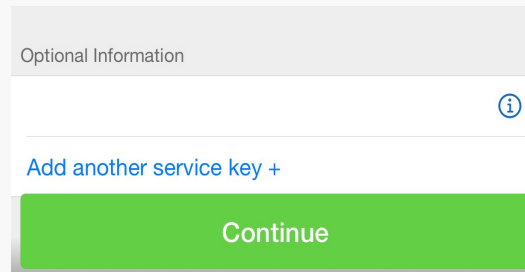 Optional Information
Add another service key +
Continue